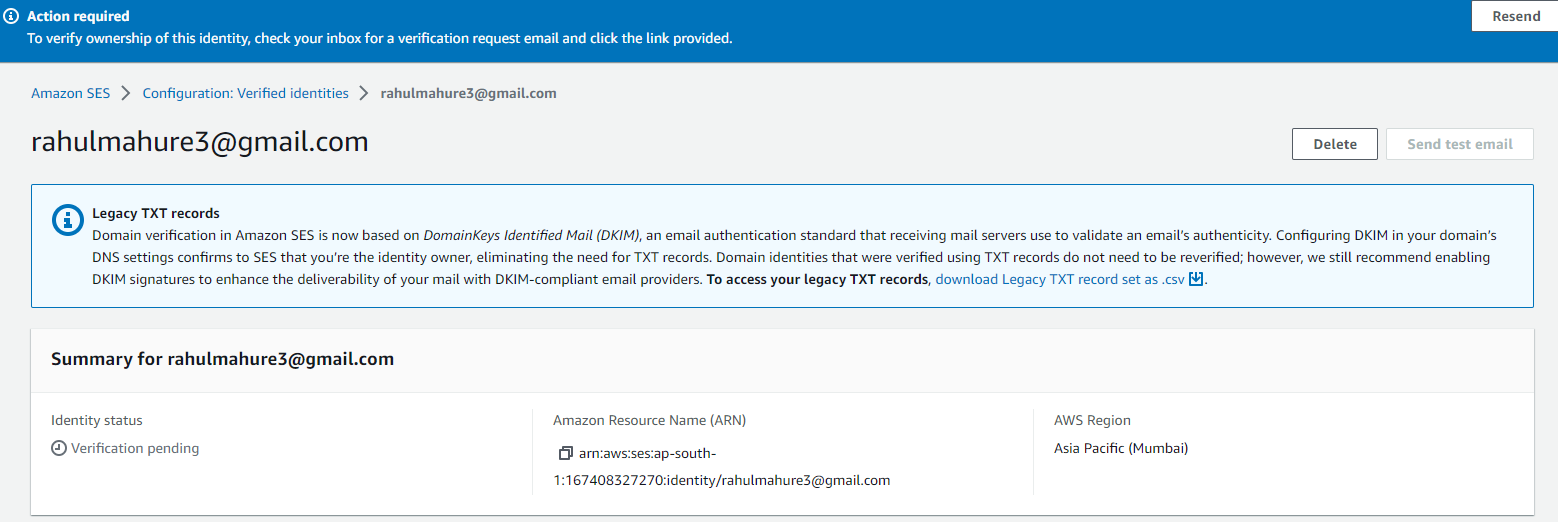 Action required
Resend
To verify ownership of this identity, check your inbox for a verification request email and click the link provided.
Amazon SES > Configuration: Verified identities > rahulmahure3@gmail.com
rahulmahure3@gmail.com
Delete
Send test email
Legacy TXT records
Domain verification in Amazon SES is now based on DomainKeys Identified Mail (DKIM), an email authentication standard that receiving mail servers use to validate an email's authenticity. Configuring DKIM in your domain's
DNS settings confirms to SES that you're the identity owner, eliminating the need for TXT records. Domain identities that were verified using TXT records do not need to be reverified; however, we still recommend enabling
DKIM signatures to enhance the deliverability of your mail with DKIM-compliant email providers. To access your legacy TXT records, download Legacy TXT record set as .csv .
Summary for rahulmahure3@gmail.com
Identity status
Verification pending
Amazon Resource Name (ARN)
arn:aws:ses:ap-south-
1:167408327270:identity/rahulmahure3@gmail.com
AWS Region
Asia Pacific (Mumbai)